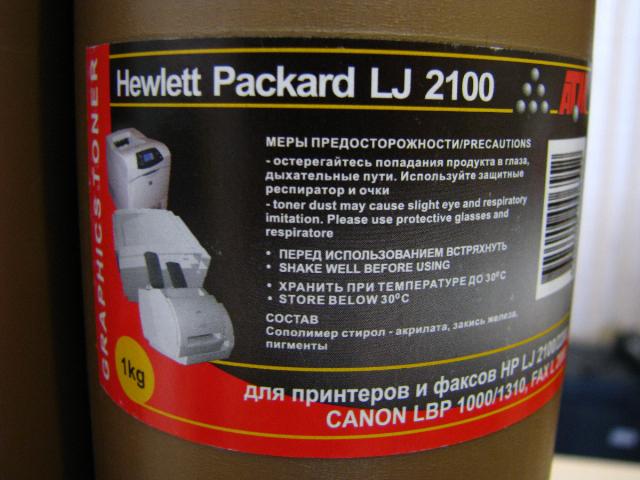 Hewlett Packard LJ 2100
GRAPHICS TONER
МЕРЫ ПРЕДОСТОРОЖНОСТИ/PRECAUTIONS
- остерегайтесь попадания продукта в глаза,
дыхательные пути. Используйте защитные
респиратор и очки
- toner dust may cause slight eye and respiratory
imitation. Please use protective glasses and
respiratore
• ПЕРЕД ИСПОЛЬЗОВАНИЕМ ВСТРЯХНУТЬ
• SHAKE WELL BEFORE USING
• ХРАНИТЬ ПРИ ТЕМПЕРАТУРЕ ДО 30°C
• STORE BELOW 30°C
СОСТАВ
Сополимер стирол - акрилата, закись железа,
пигменты
1kg
для принтеров и факсов HP LJ
CANON LBP 1000/1310, FAX L